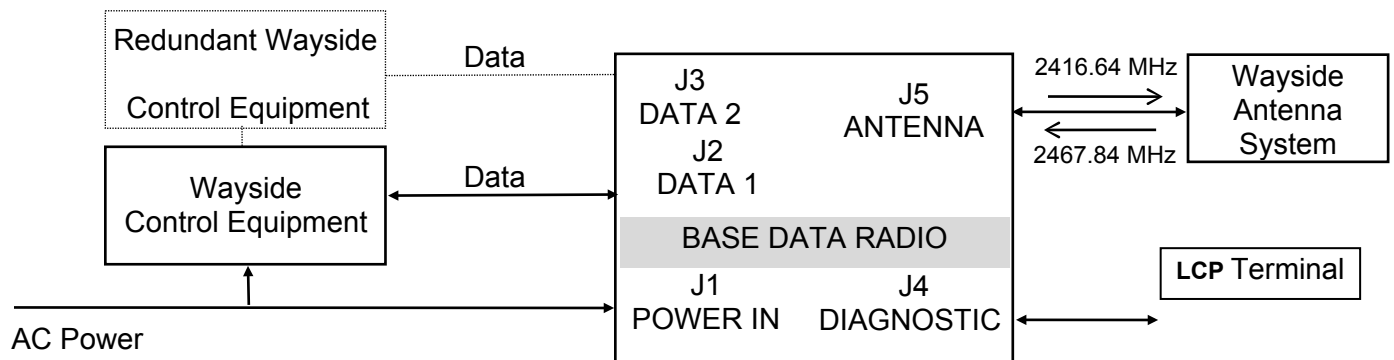 Redundant Wayside
Control Equipment
Data
Wayside
Control Equipment
Data
AC Power
J3
DATA 2
J2
DATA 1
J5
ANTENNA
BASE DATA RADIO
J1
POWER IN
J4
DIAGNOSTIC
2416.64 MHz
2467.84 MHz
Wayside
Antenna
System
LCP Terminal